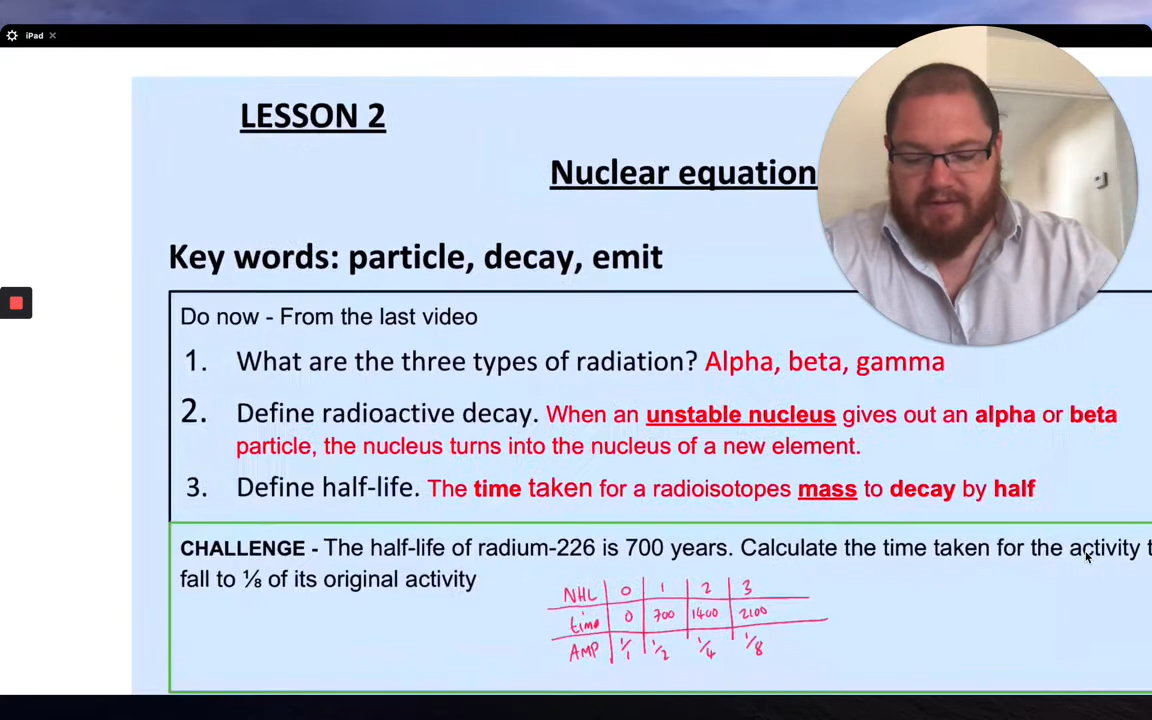 iPad
LESSON 2
Nuclear equation
Key words: particle, decay, emit
Do now - From the last video
1. What are the three types of radiation? Alpha, beta, gamma
2. Define radioactive decay. When an unstable nucleus gives out an alpha or beta
particle, the nucleus turns into the nucleus of a new element.
3. Define half-life. The time taken for a radioisotopes mass to decay by half
CHALLENGE - The half-life of radium-226 is 700 years. Calculate the time taken for the activity t
fall to ⅛ of its original activity
NHL 0 1 2 3
time 0 700 1400 2100
AMP 1/1 1/2 1/4 1/8